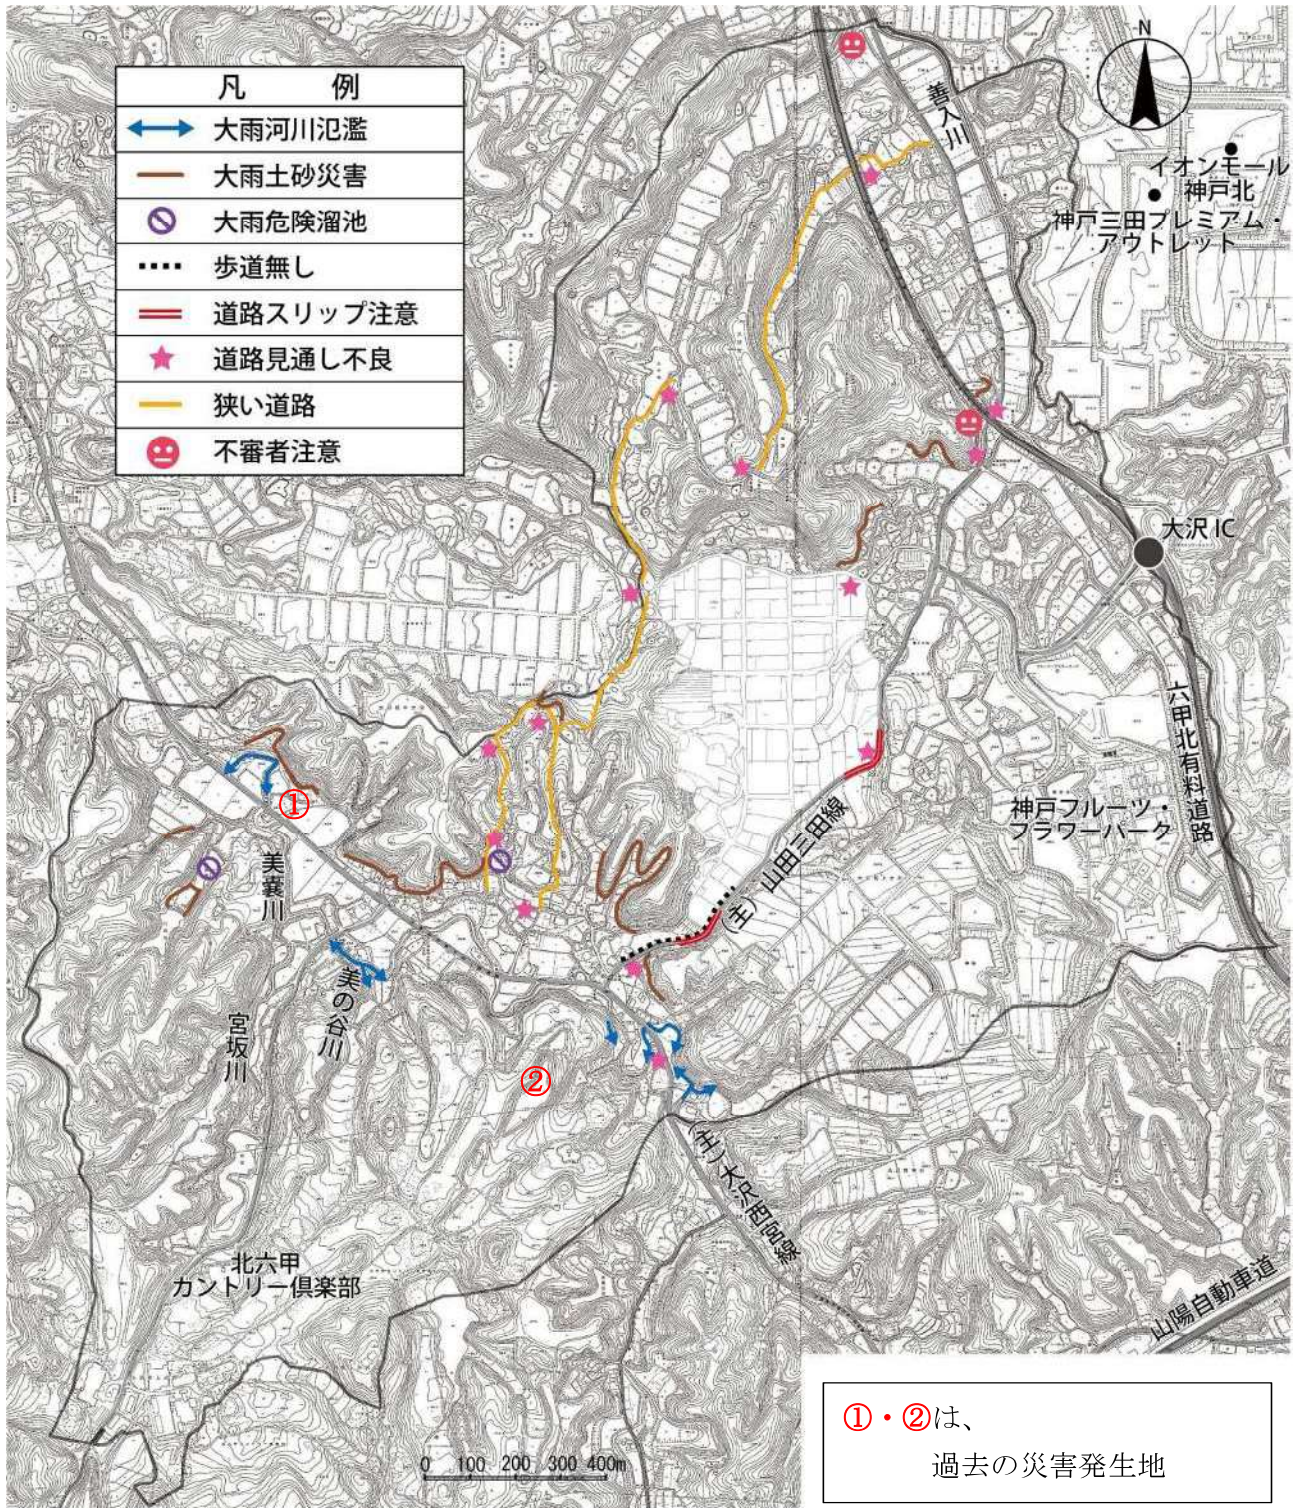 凡 例
大雨河川氾濫
大雨土砂災害
大雨危険溜池
歩道無し
道路スリップ注意
道路見通し不良
狭い道路
不審者注意
N
善入川
イオンモール
神戸北
神戸三田プレミアム・
アウトレット
大沢IC
六甲北有料道路
神戸フルーツ・
フラワーパーク
(主)山田三田線
①
美嚢川
美の谷川
宮坂川
②
(主)大沢西宮線
北六甲
カントリー倶楽部
山陽自動車道
0 100 200 300 400m
①・②は、
過去の災害発生地